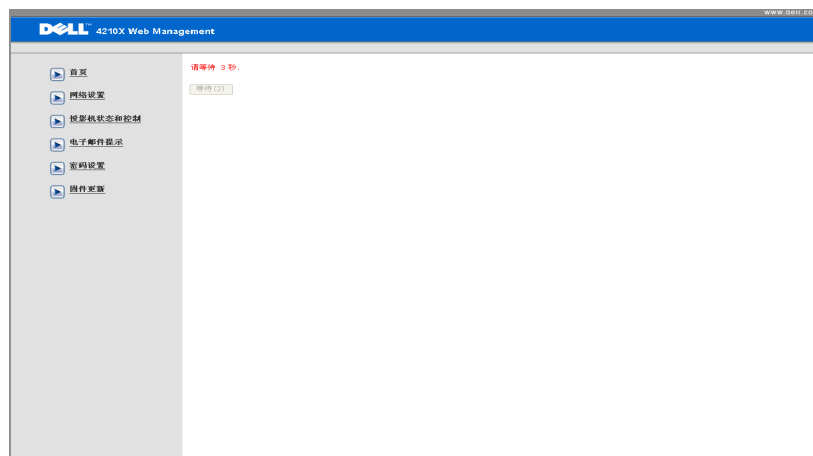 www.dell.co
DELL™ 4210X Web Management
首页
网络设置
投影机状态和控制
电子邮件提示
密码设置
固件更新
请等待 3 秒.
等待(2)